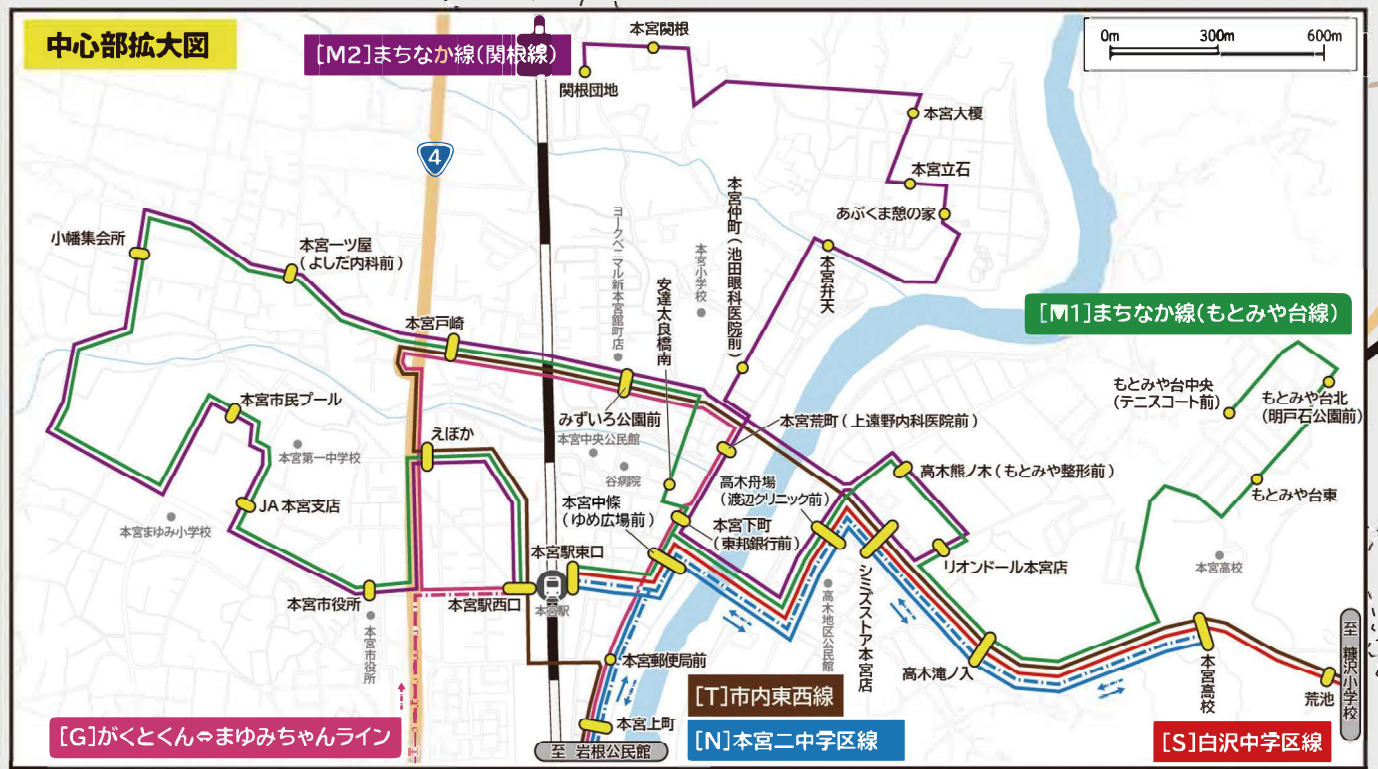 中心部拡大図
[M2]まちなか線(関根線)
0m 300m 600m
本宮関根
関根団地
本宮大榎
4
本宮立石
あぶくま憩の家
本宮弁天
本宮仲町(池田眼科医院前)
本宮小学校
ヨークベニマル新本宮舘町店
安達太良橋南
小幡集会所
本宮一ツ屋
(よしだ内科前)
本宮戸崎
[M1]まちなか線(もとみや台線)
もとみや台中央
(テニスコート前)
もとみや台北
(明戸石公園前)
本宮市民プール
えぽか
みずいろ公園前
本宮荒町(上遠野内科医院前)
本宮中央公民館
本宮第一中学校
谷病院
高木舟場
(渡辺クリニック前)
高木熊ノ木(もとみや整形前)
もとみや台東
JA本宮支店
本宮まゆみ小学校
本宮中條
(ゆめ広場前)
本宮下町
(東邦銀行前)
本宮駅東口
リオンドール本宮店
本宮高校
本宮市役所
本宮駅西口
本宮駅
シミズストア本宮店
高木地区公民館
本宮市役所
本宮郵便局前
高木滝ノ入
本宮高校
荒池
至 糠沢小学校
[T]市内東西線
本宮上町
[G]がくとくん⇔まゆみちゃんライン
至 岩根公民館
[N]本宮二中学区線
[S]白沢中学区線